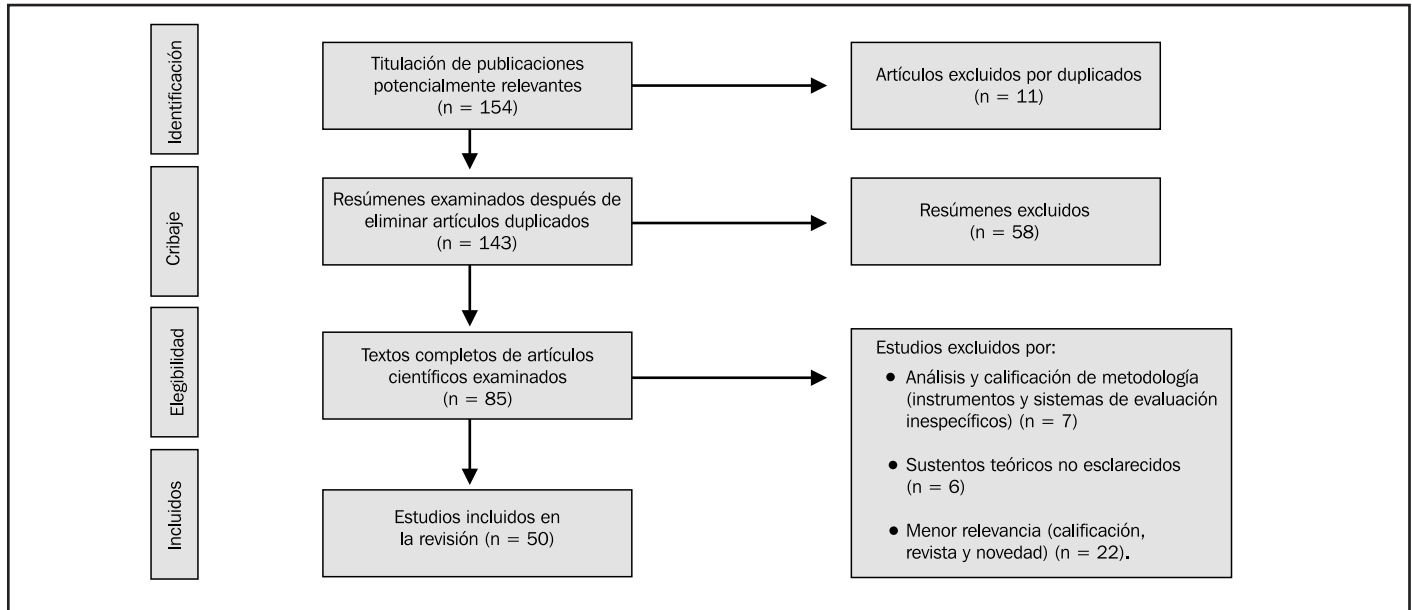 Identificación
Titulación de publicaciones
potencialmente relevantes
(n = 154)
Artículos excluidos por duplicados
(n = 11)
Cribaje
Resúmenes examinados después de
eliminar artículos duplicados
(n = 143)
Resúmenes excluidos
(n = 58)
Elegibilidad
Textos completos de artículos
científicos examinados
(n = 85)
Estudios excluidos por:
● Análisis y calificación de metodología
(instrumentos y sistemas de evaluación
inespecíficos) (n = 7)
● Sustentos teóricos no esclarecidos
(n = 6)
● Menor relevancia (calificación,
revista y novedad) (n = 22).
Incluidos
Estudios incluidos en
la revisión (n = 50)